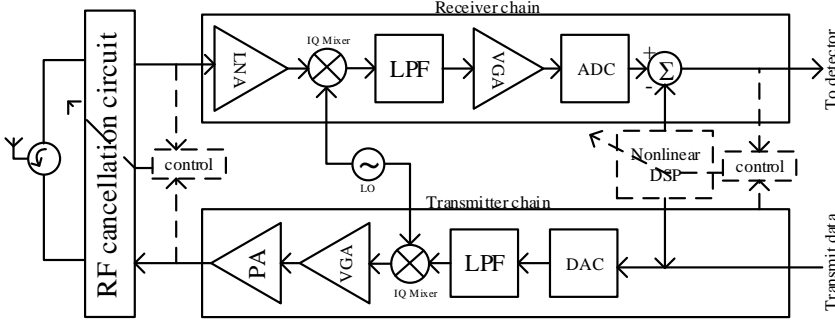 Receiver chain
RF cancellation circuit
LNA
IQ Mixer
LPF
VGA
ADC
+
Σ
-
To detector
control
~
LO
Nonlinear
DSP
control
Transmitter chain
PA
VGA
IQ Mixer
LPF
DAC
Transmit data